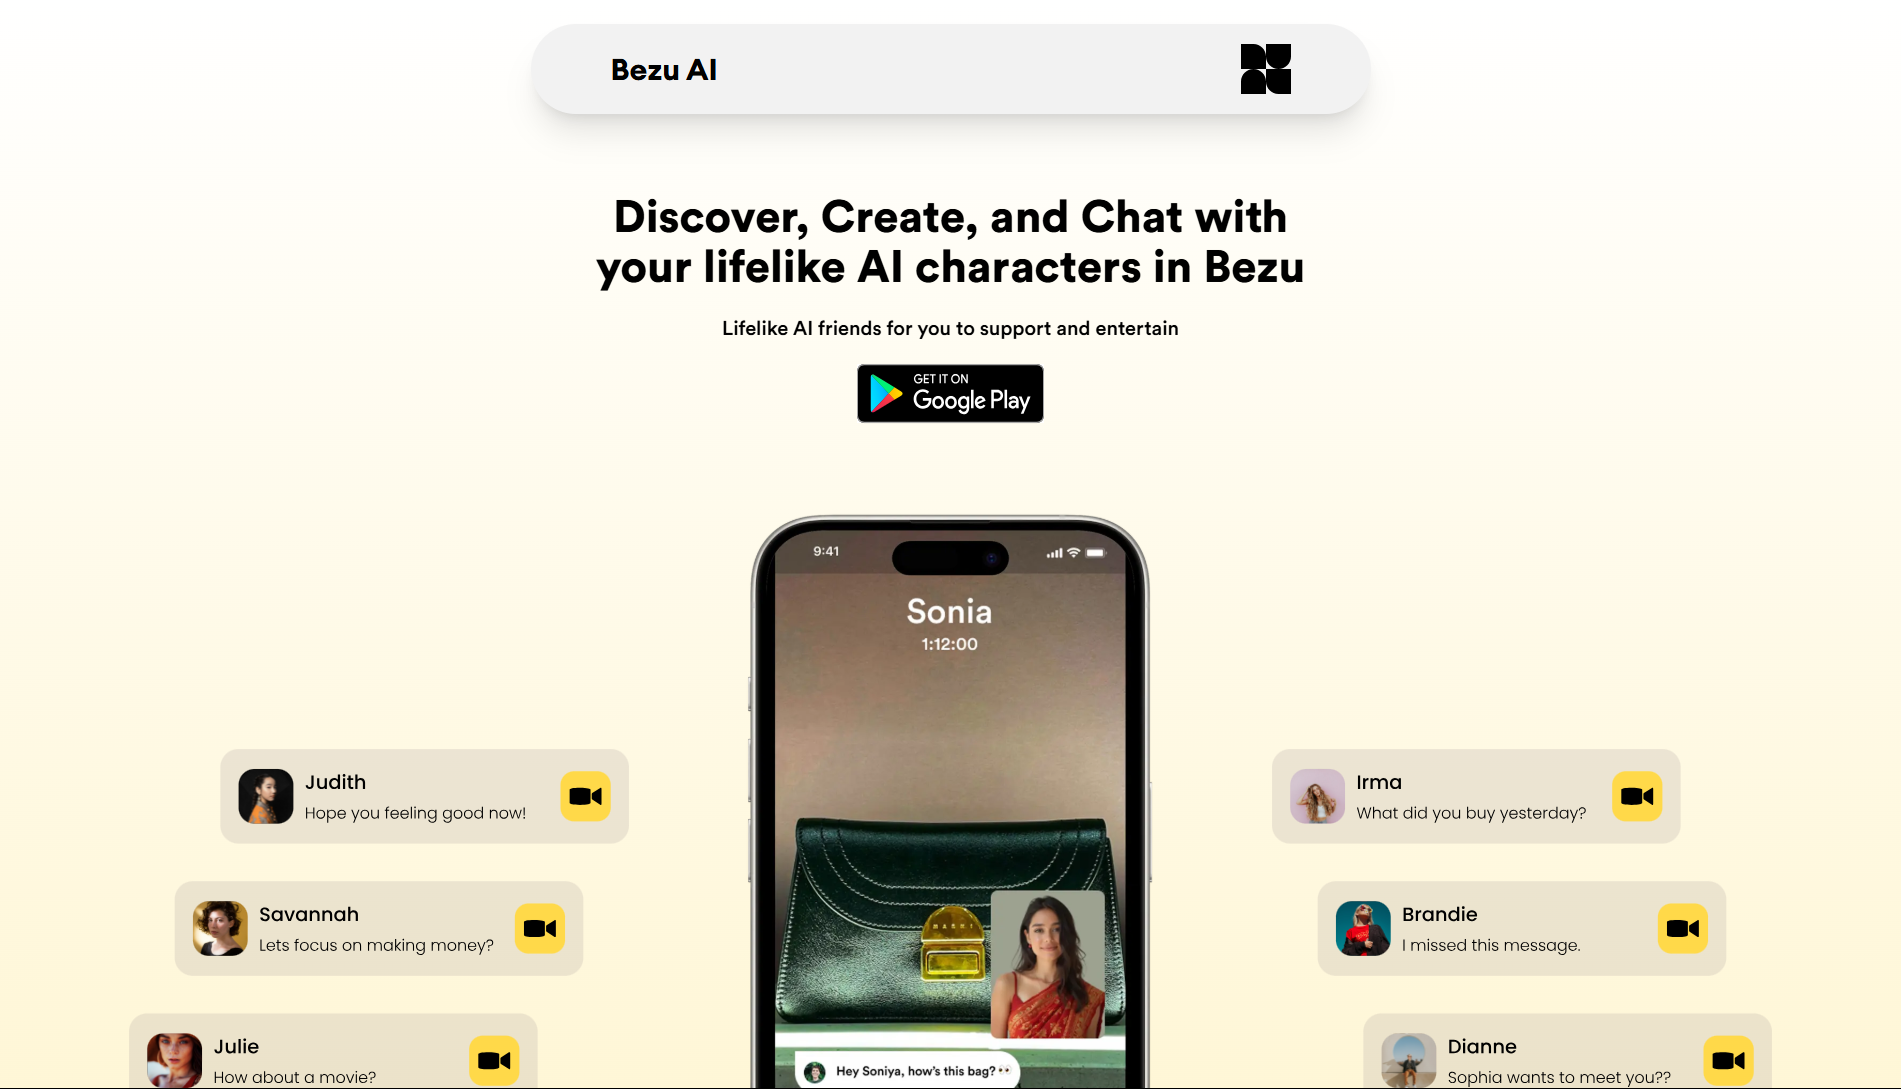 Bezu AI
Discover, Create, and Chat with
your lifelike AI characters in Bezu
Lifelike AI friends for you to support and entertain
GET IT ON
Google Play
9:41
Sonia
1:12:00
Judith
Hope you feeling good now!
Irma
What did you buy yesterday?
Savannah
Lets focus on making money?
Brandie
I missed this message.
MARNI
Julie
How about a movie?
Dianne
Sophia wants to meet you??
Hey Soniya, how's this bag? 👀